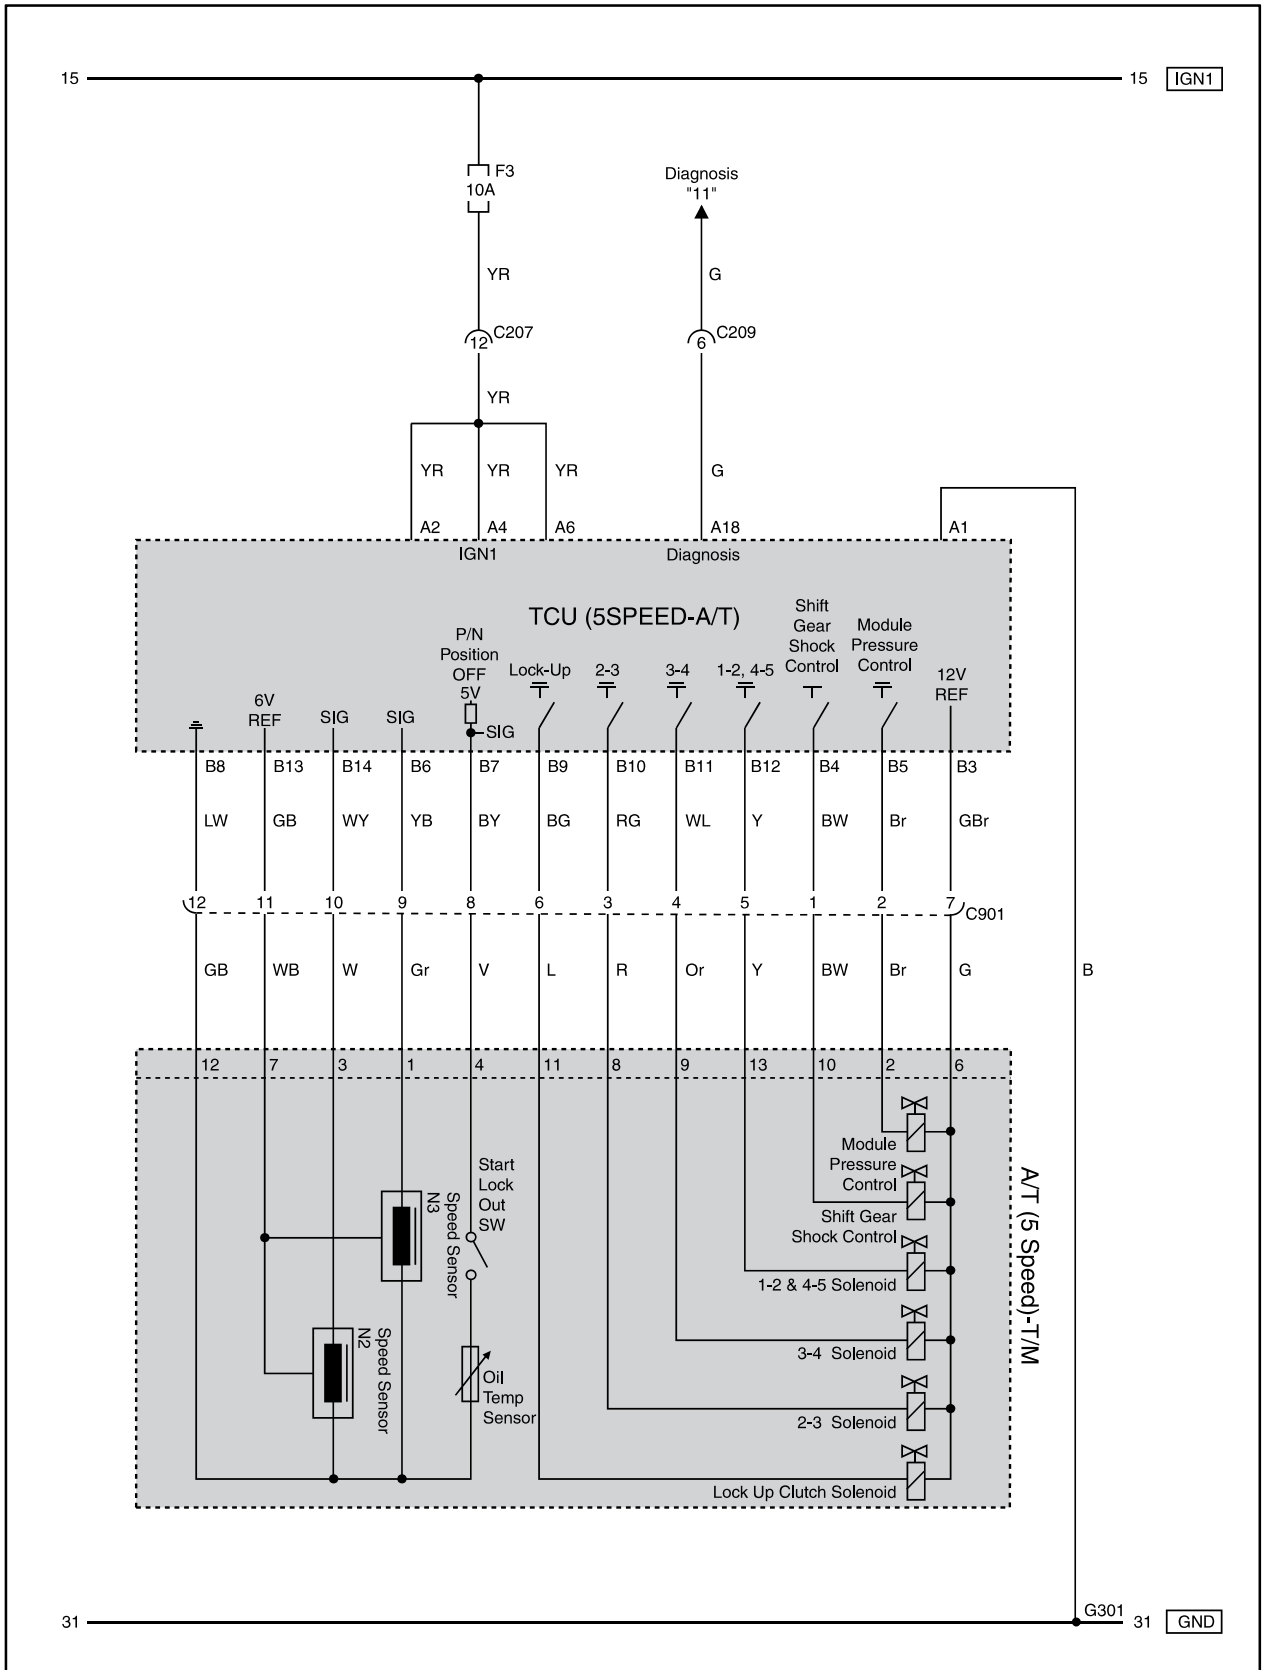 15
15 IGN1
F3
10A
Diagnosis
"11"
YR
G
C207
12
C209
6
YR
YR YR YR G
A2 A4 A6 A18 A1
IGN1 Diagnosis
TCU (5SPEED-A/T)
6V
REF
SIG
SIG
P/N
Position
OFF
5V
SIG
Lock-Up
2-3
3-4
1-2, 4-5
Shift
Gear
Shock
Control
Module
Pressure
Control
12V
REF
B8 B13 B14 B6 B7 B9 B10 B11 B12 B4 B5 B3
LW GB WY YB BY BG RG WL Y BW Br GBr
12 11 10 9 8 6 3 4 5 1 2 7 C901
GB WB W Gr V L R Or Y BW Br G B
12 7 3 1 4 11 8 9 13 10 2 6
Speed Sensor
N2
Speed Sensor
N3
Start
Lock
Out
SW
Oil
Temp
Sensor
Module
Pressure
Control
Shift Gear
Shock Control
1-2 & 4-5 Solenoid
3-4 Solenoid
2-3 Solenoid
Lock Up Clutch Solenoid
A/T (5 Speed)-T/M
G301
31
31 GND